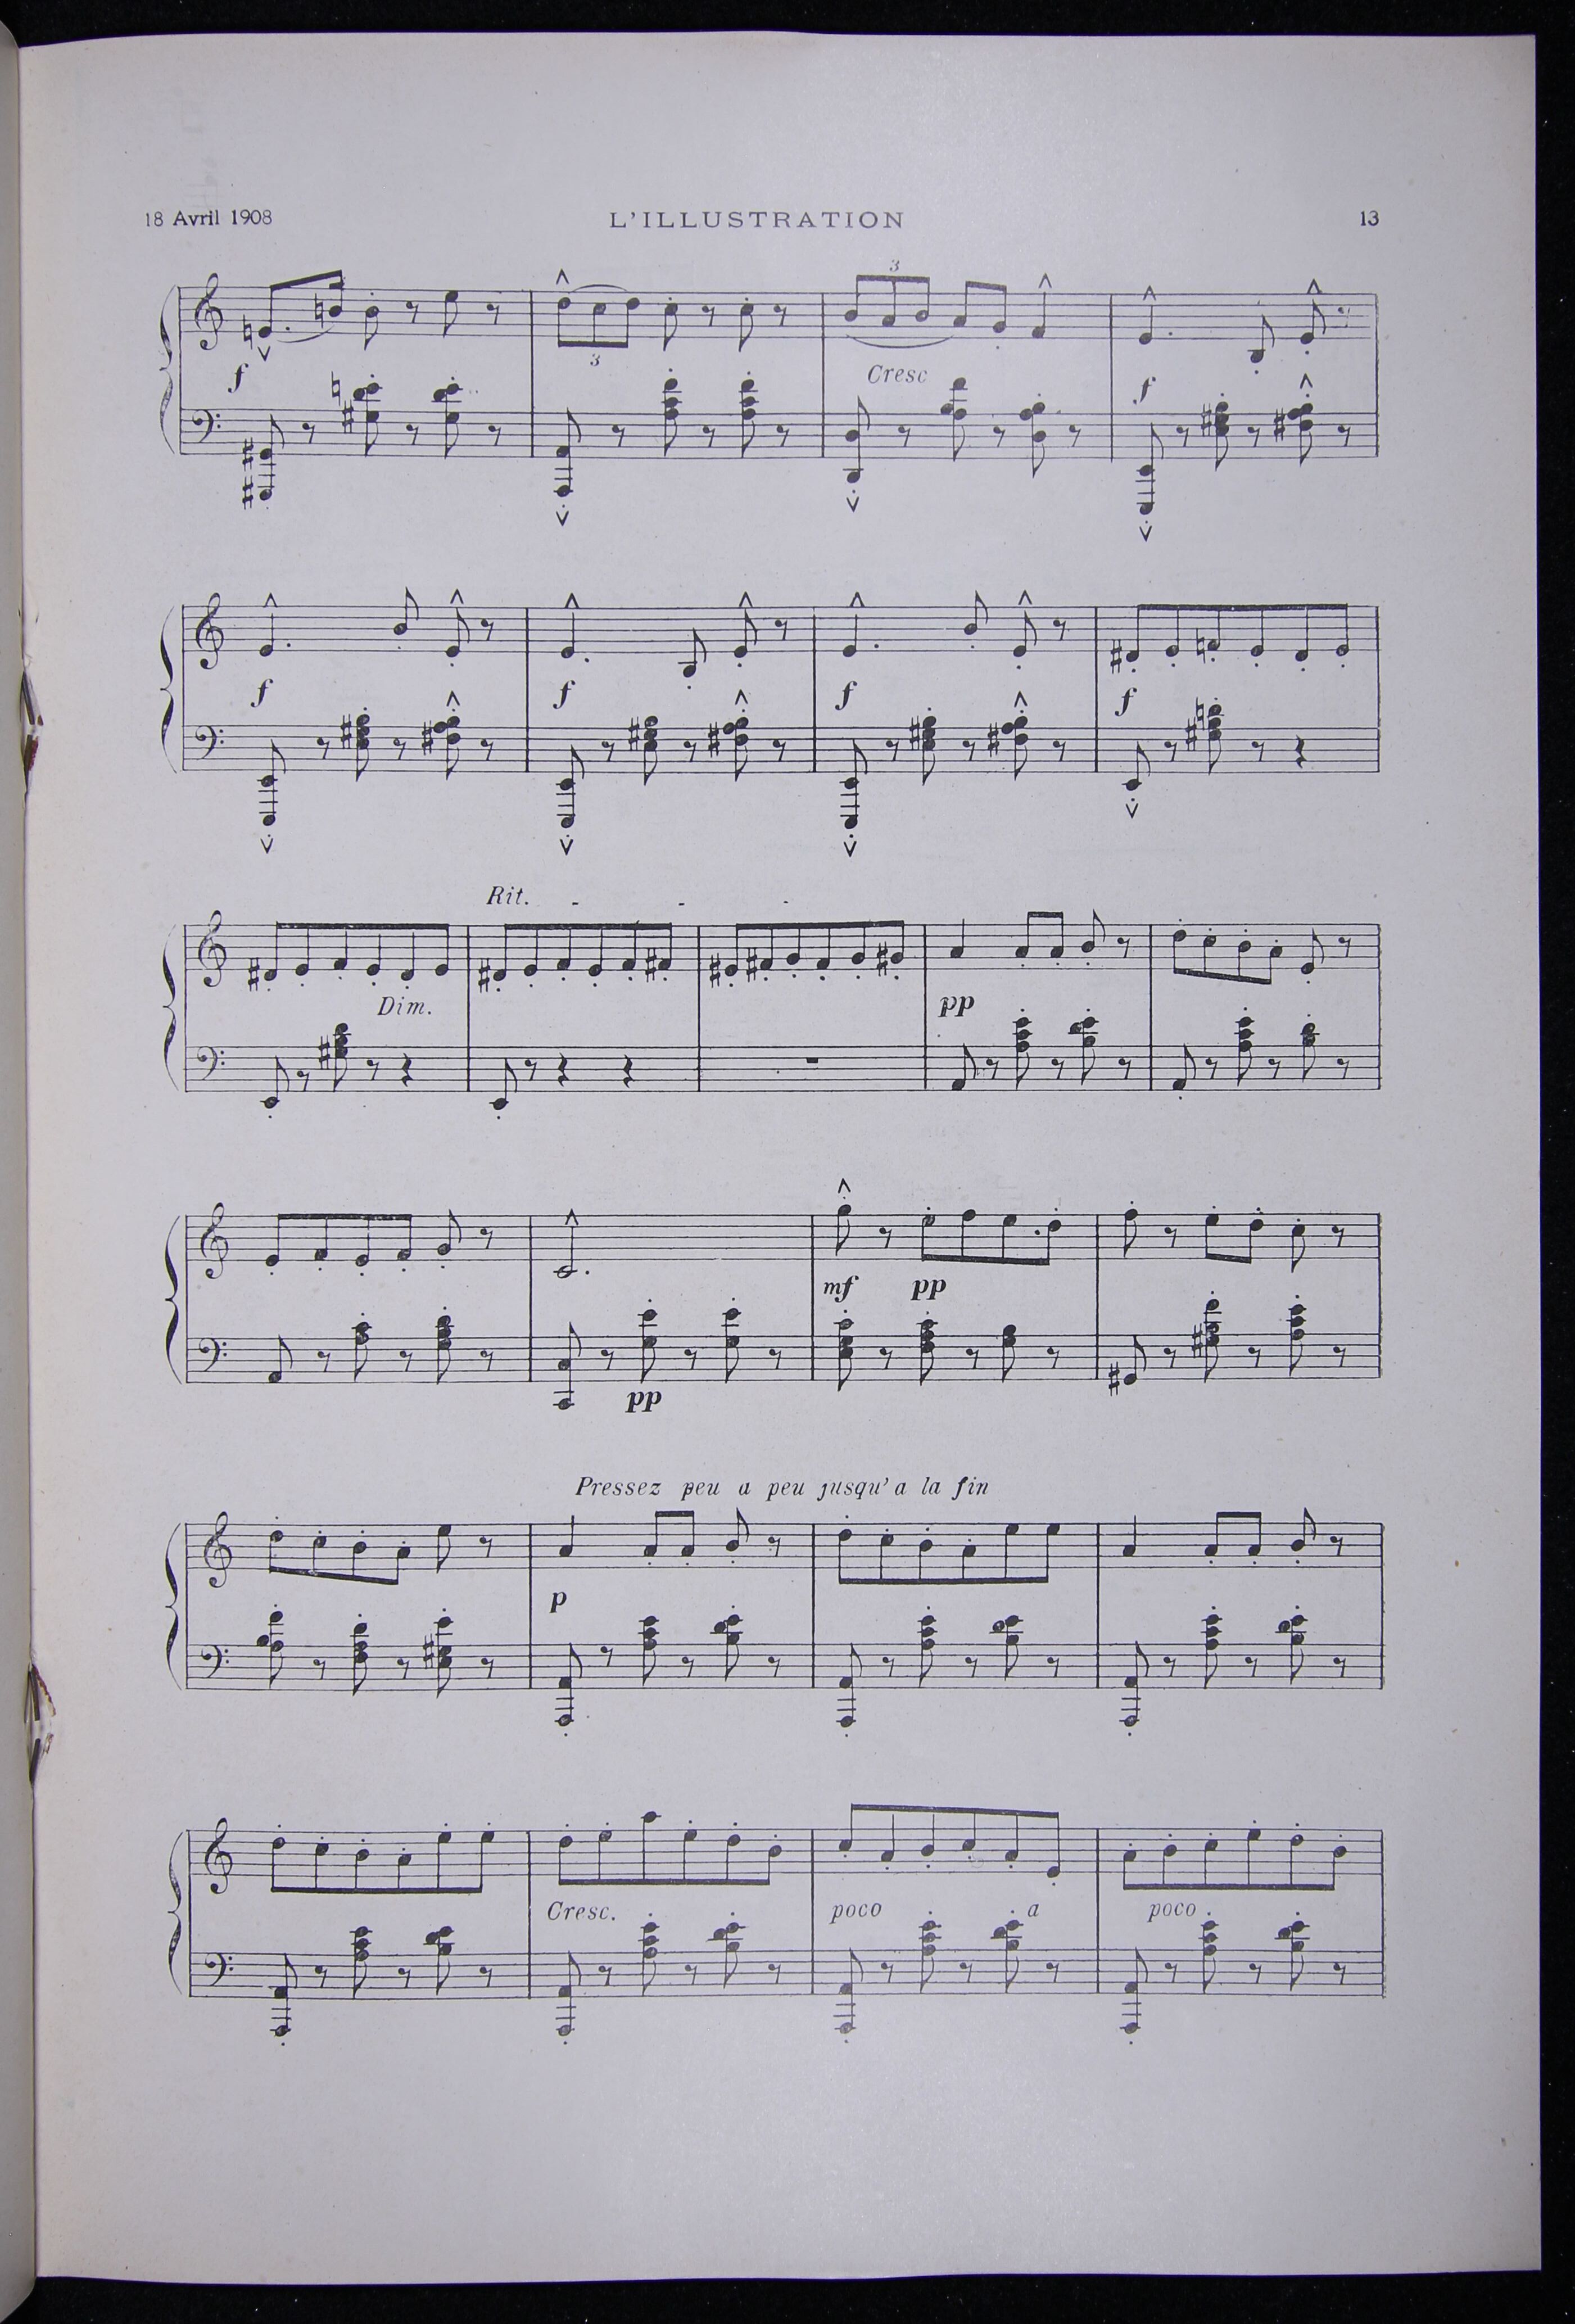 18 Avril 1908 L'ILLUSTRATION 13
3
f 3 Cresc f
f f f f
Rit. - - -
Dim. pp
mf pp
pp
Pressez peu a peu jusqu'a la fin
p
Cresc. poco a poco